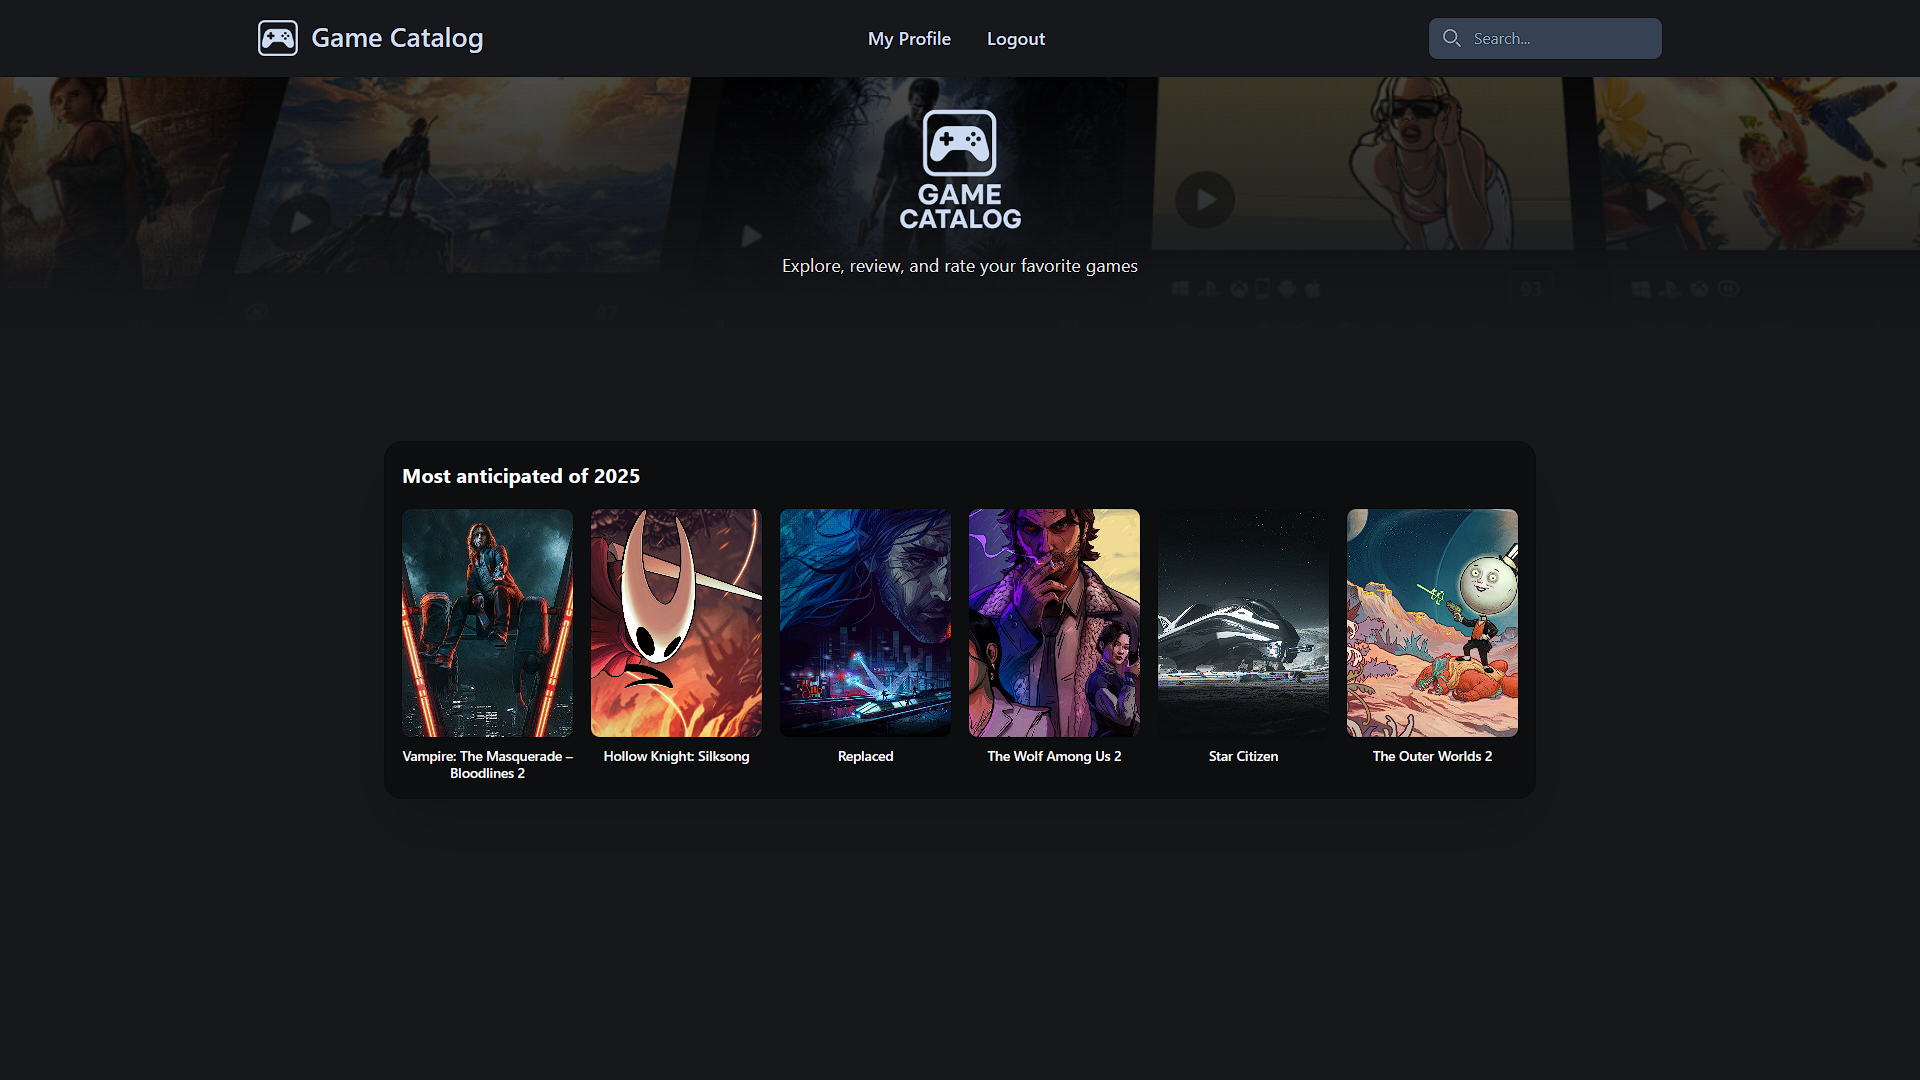 Game Catalog
My Profile
Logout
Search...
GAME
CATALOG
Explore, review, and rate your favorite games
93
97
Most anticipated of 2025
Vampire: The Masquerade –
Bloodlines 2
Hollow Knight: Silksong
Replaced
The Wolf Among Us 2
Star Citizen
The Outer Worlds 2